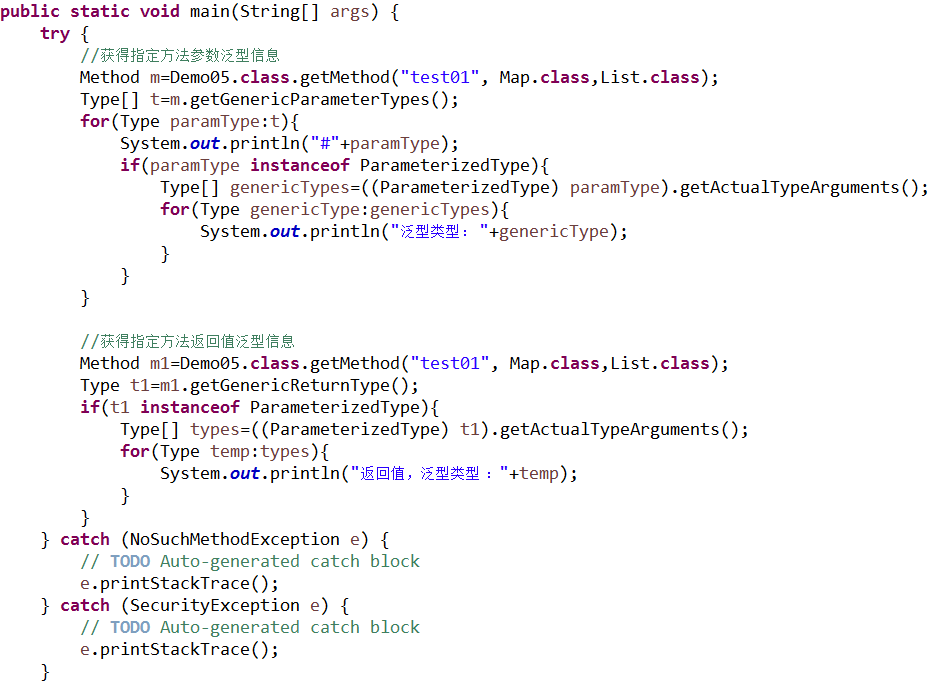 public static void main(String[] args) {
    try {
        //获得指定方法参数泛型信息
        Method m=Demo05.class.getMethod("test01", Map.class,List.class);
        Type[] t=m.getGenericParameterTypes();
        for(Type paramType:t){
            System.out.println("#"+paramType);
            if(paramType instanceof ParameterizedType){
                Type[] genericTypes=((ParameterizedType) paramType).getActualTypeArguments();
                for(Type genericType:genericTypes){
                    System.out.println("泛型类型："+genericType);
                }
            }
        }

        //获得指定方法返回值泛型信息
        Method m1=Demo05.class.getMethod("test01", Map.class,List.class);
        Type t1=m1.getGenericReturnType();
        if(t1 instanceof ParameterizedType){
            Type[] types=((ParameterizedType) t1).getActualTypeArguments();
            for(Type temp:types){
                System.out.println("返回值，泛型类型："+temp);
            }
        }
    } catch (NoSuchMethodException e) {
        // TODO Auto-generated catch block
        e.printStackTrace();
    } catch (SecurityException e) {
        // TODO Auto-generated catch block
        e.printStackTrace();
    }